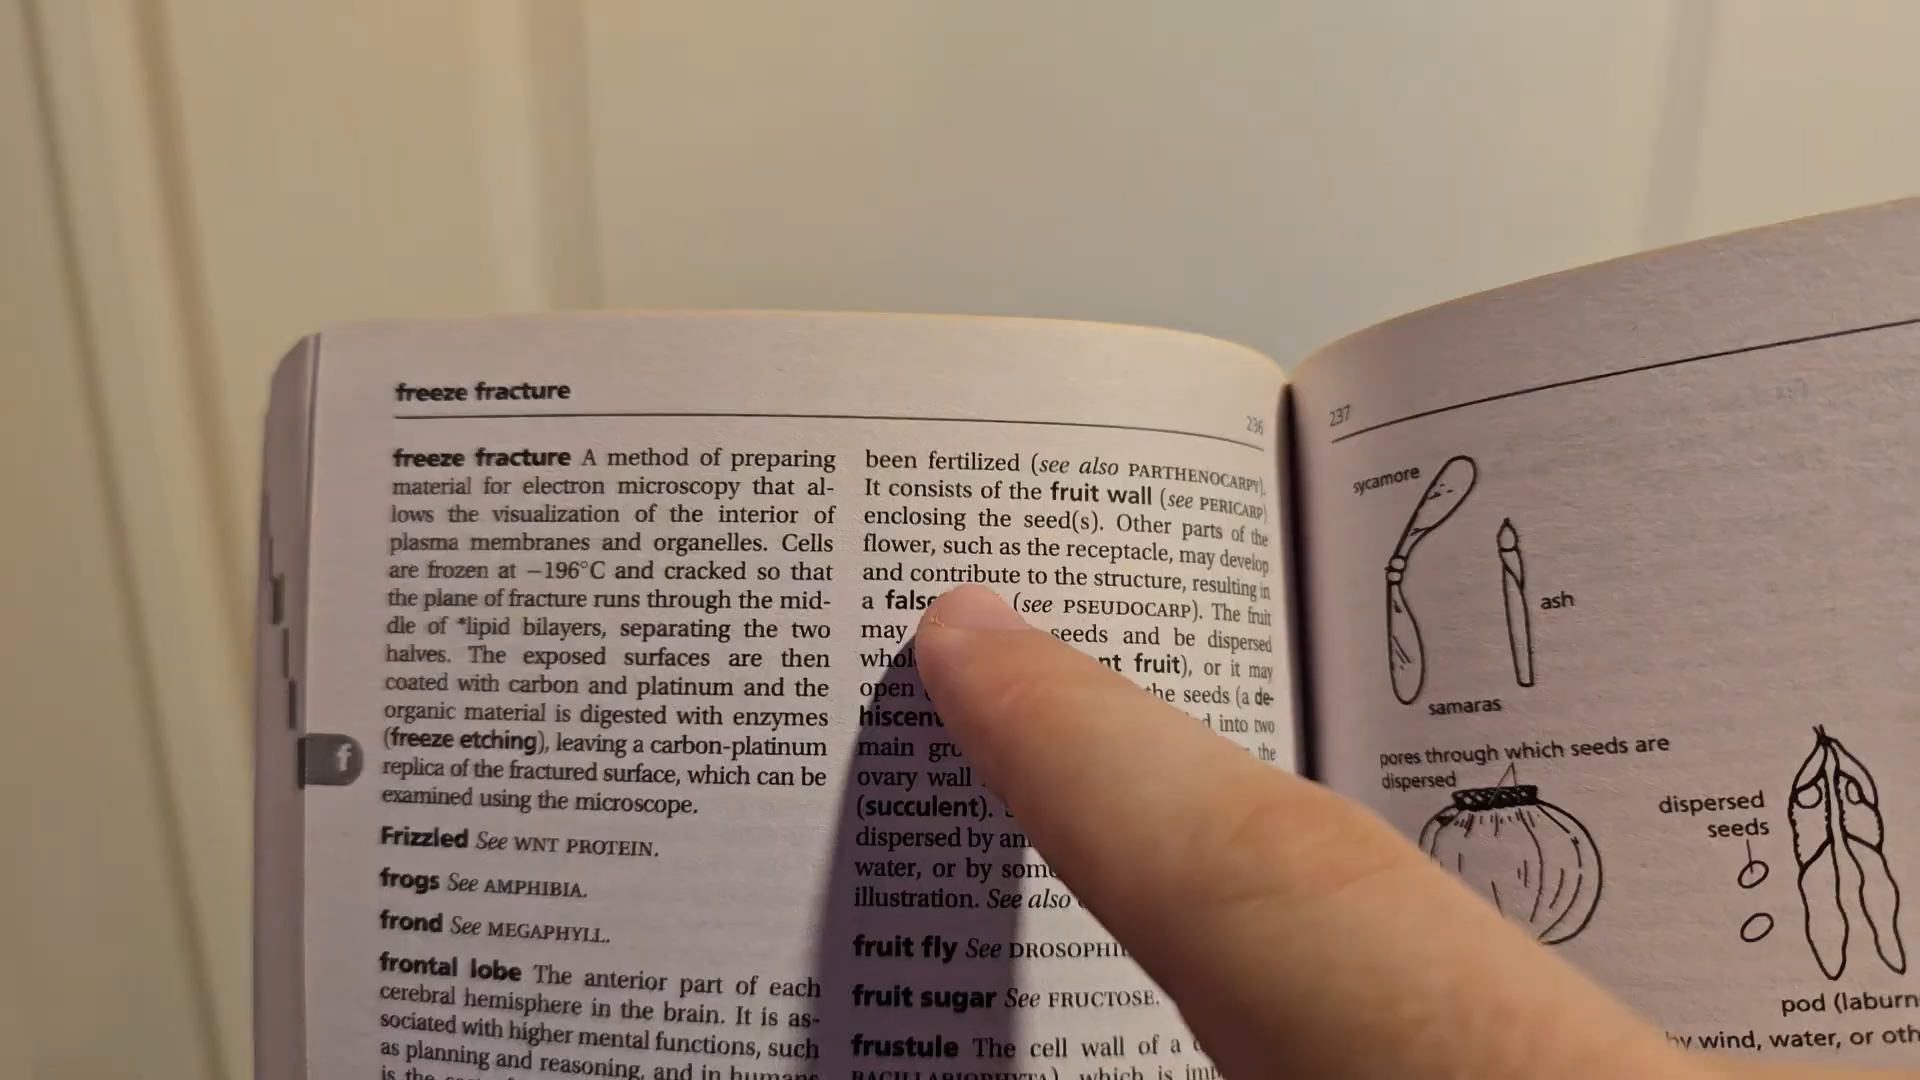 freeze fracture
236
freeze fracture A method of preparing
material for electron microscopy that al-
lows the visualization of the interior of
plasma membranes and organelles. Cells
are frozen at −196°C and cracked so that
the plane of fracture runs through the mid-
dle of *lipid bilayers, separating the two
halves. The exposed surfaces are then
coated with carbon and platinum and the
organic material is digested with enzymes
(freeze etching), leaving a carbon-platinum
replica of the fractured surface, which can be
examined using the microscope.
Frizzled See WNT PROTEIN.
frogs See AMPHIBIA.
frond See MEGAPHYLL.
frontal lobe The anterior part of each
cerebral hemisphere in the brain. It is as-
sociated with higher mental functions, such
as planning and reasoning, and in humans
f
been fertilized (see also PARTHENOCARPY).
It consists of the fruit wall (see PERICARP)
enclosing the seed(s). Other parts of the
flower, such as the receptacle, may develop
and contribute to the structure, resulting in
a false (see PSEUDOCARP). The fruit
may seeds and be dispersed
fruit), or it may
open the seeds (a de-
into two
main the
ovary wall
(succulent).
dispersed by
water, or by
illustration. See also
fruit fly See
fruit sugar See FRUCTOSE.
frustule The cell wall of a
which is
237
sycamore
ash
samaras
pores through which seeds are
dispersed
dispersed
seeds
pod
by wind, water, or